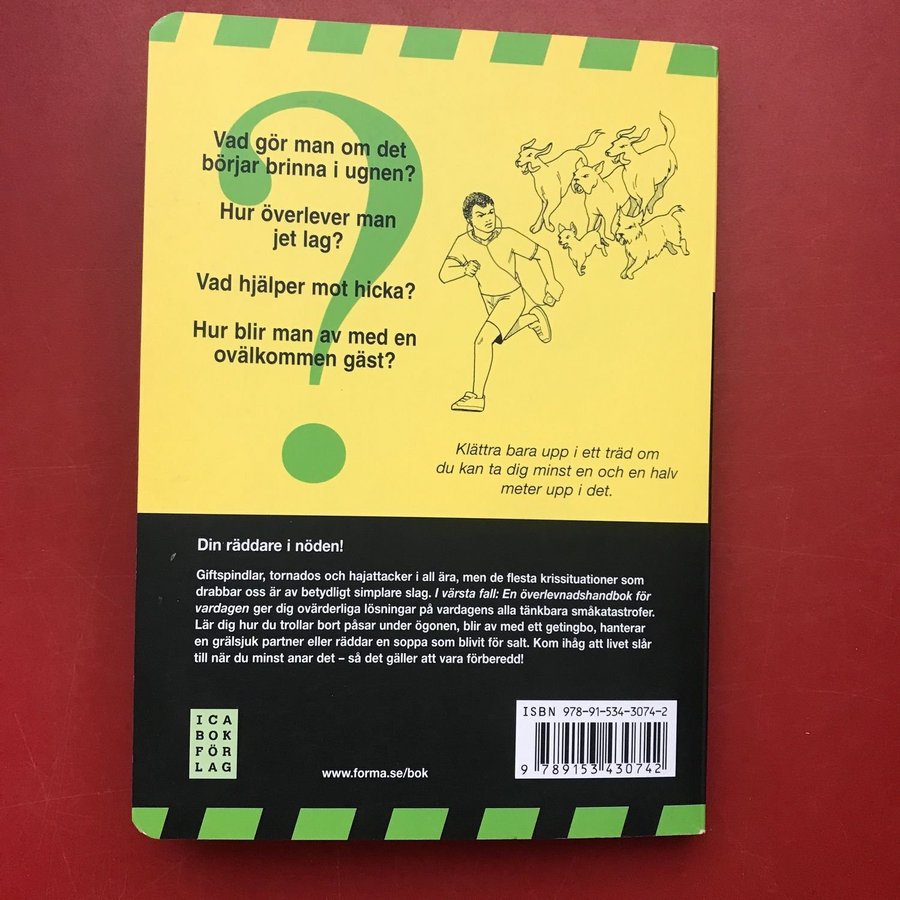 Vad gör man om det
börjar brinna i ugnen?
Hur överlever man
jet lag?
Vad hjälper mot hicka?
Hur blir man av med en
ovälkommen gäst?
?
Klättra bara upp i ett träd om
du kan ta dig minst en och en halv
meter upp i det.
Din räddare i nöden!
Giftspindlar, tornados och hajattacker i all ära, men de flesta krissituationer som
drabbar oss är av betydligt simplare slag. I värsta fall: En överlevnadshandbok för
vardagen ger dig ovärderliga lösningar på vardagens alla tänkbara småkatastrofer.
Lär dig hur du trollar bort påsar under ögonen, blir av med ett getingbo, hanterar
en grälsjuk partner eller räddar en soppa som blivit för salt. Kom ihåg att livet slår
till när du minst anar det – så det gäller att vara förberedd!
ICA
BOK
FÖR
LAG
www.forma.se/bok
ISBN 978-91-534-3074-2
9 789153 430742